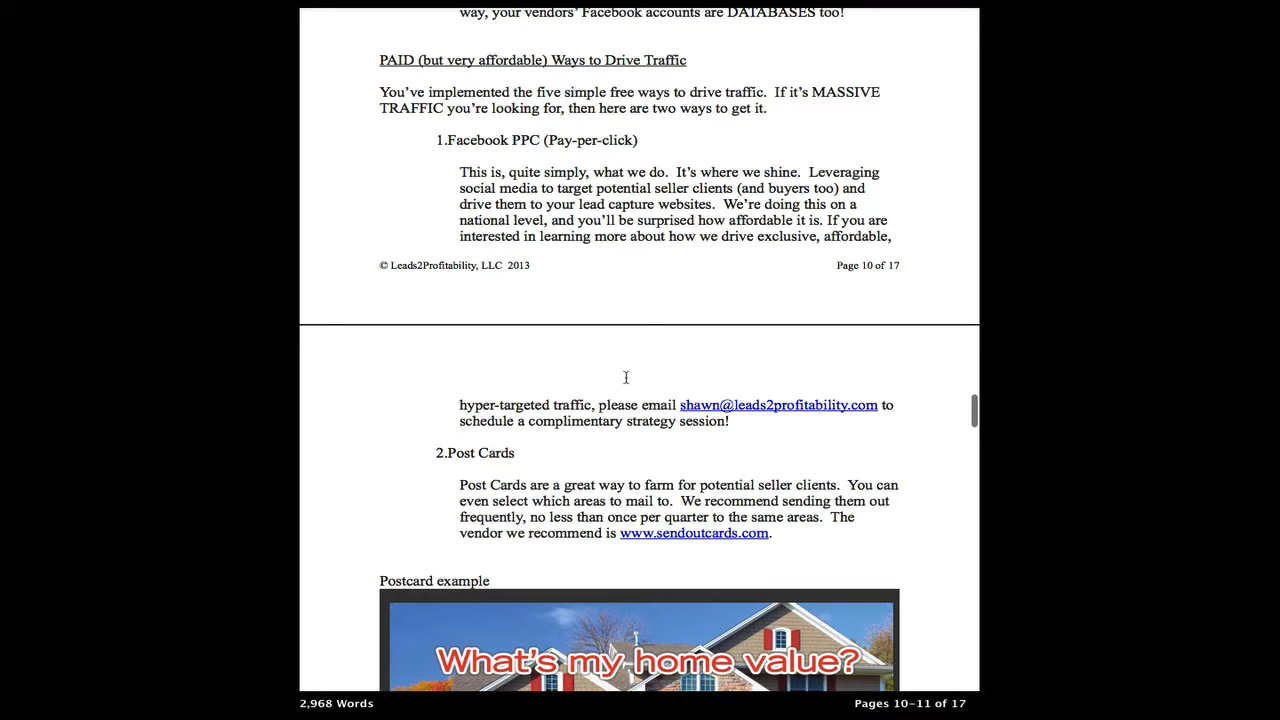 way, your vendors' Facebook accounts are DATABASES too!
PAID (but very affordable) Ways to Drive Traffic
You've implemented the five simple free ways to drive traffic.  If it's MASSIVE
TRAFFIC you're looking for, then here are two ways to get it.
1.Facebook PPC (Pay-per-click)
This is, quite simply, what we do.  It's where we shine.  Leveraging
social media to target potential seller clients (and buyers too) and
drive them to your lead capture websites.  We're doing this on a
national level, and you'll be surprised how affordable it is. If you are
interested in learning more about how we drive exclusive, affordable,
© Leads2Profitability, LLC  2013
Page 10 of 17
hyper-targeted traffic, please email shawn@leads2profitability.com to
schedule a complimentary strategy session!
2.Post Cards
Post Cards are a great way to farm for potential seller clients.  You can
even select which areas to mail to.  We recommend sending them out
frequently, no less than once per quarter to the same areas.  The
vendor we recommend is www.sendoutcards.com.
Postcard example
What's my home value?
2,968 Words
Pages 10-11 of 17